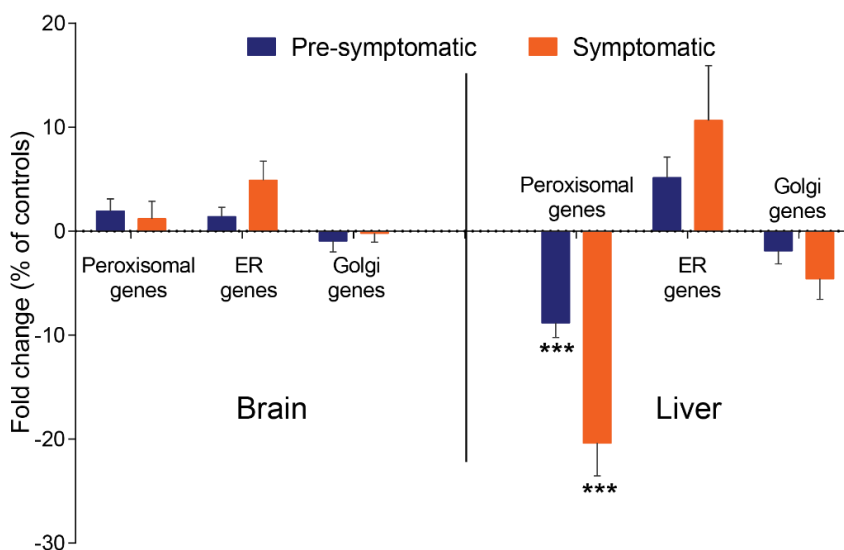 Pre-symptomatic Symptomatic
Fold change (% of controls)
20
10
0
-10
-20
-30
Peroxisomal
genes
ER
genes
Golgi
genes
Brain
Peroxisomal
genes
***
***
ER
genes
Golgi
genes
Liver